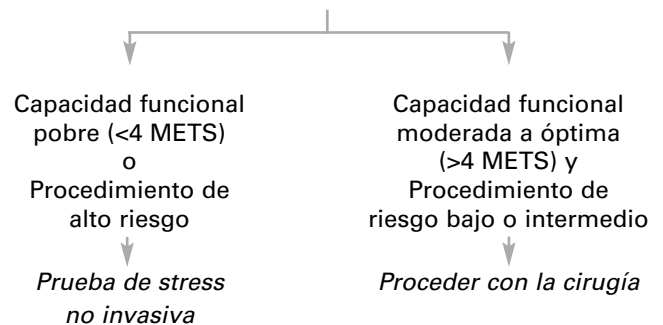 Capacidad funcional
pobre (<4 METS)
o
Procedimiento de
alto riesgo
Prueba de stress
no invasiva
Capacidad funcional
moderada a óptima
(>4 METS) y
Procedimiento de
riesgo bajo o intermedio
Proceder con la cirugía